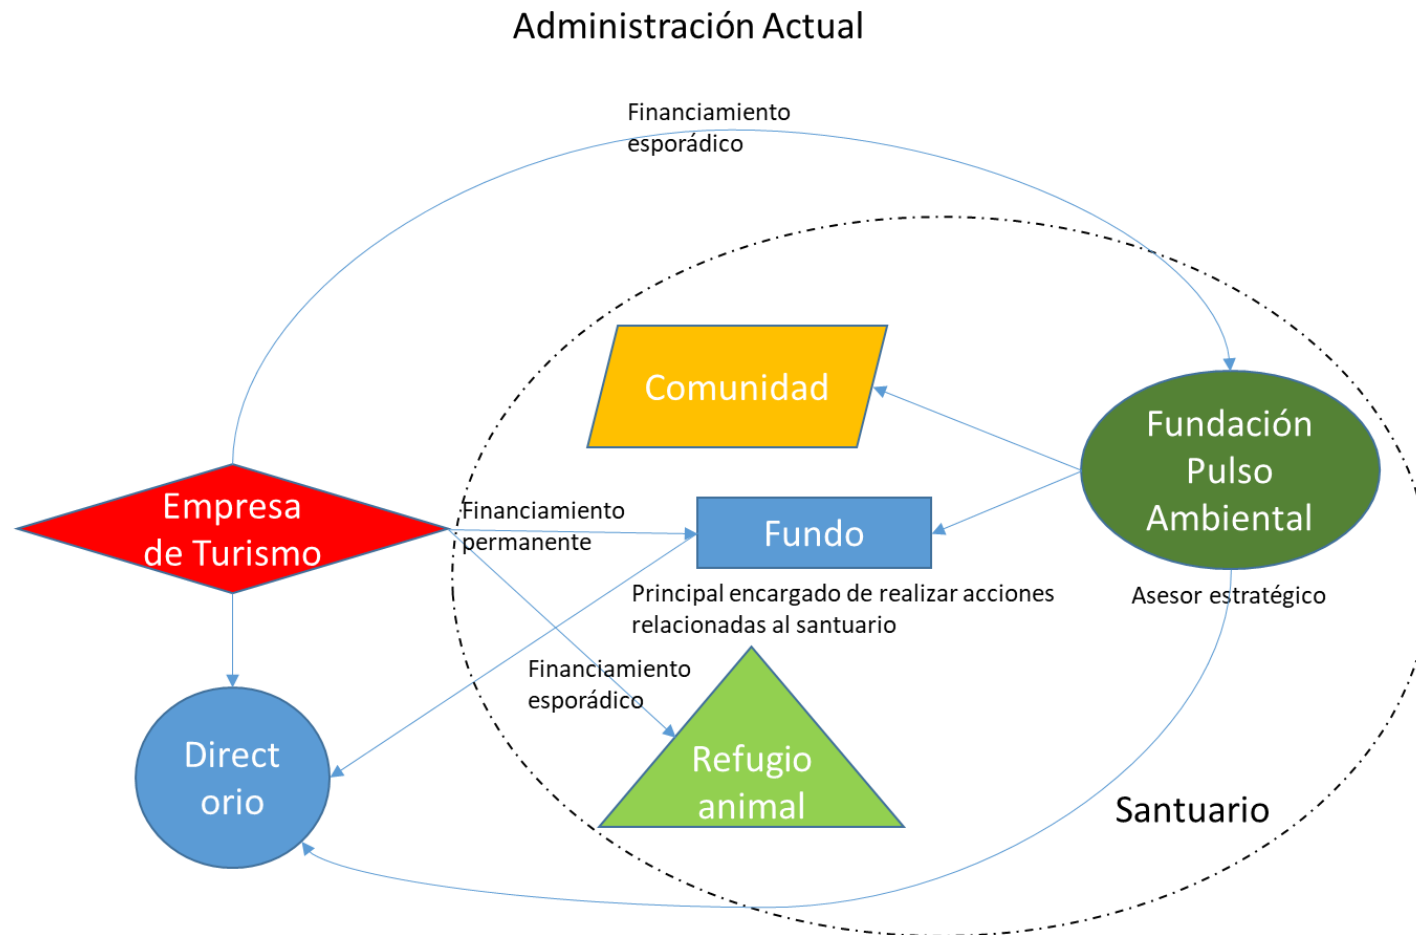 Administración Actual
Financiamiento
esporádico
Comunidad
Fundación
Pulso
Ambiental
Empresa
de Turismo
Financiamiento
permanente
Fundo
Principal encargado de realizar acciones
relacionadas al santuario
Asesor estratégico
Financiamiento
esporádico
Direct
orio
Refugio
animal
Santuario